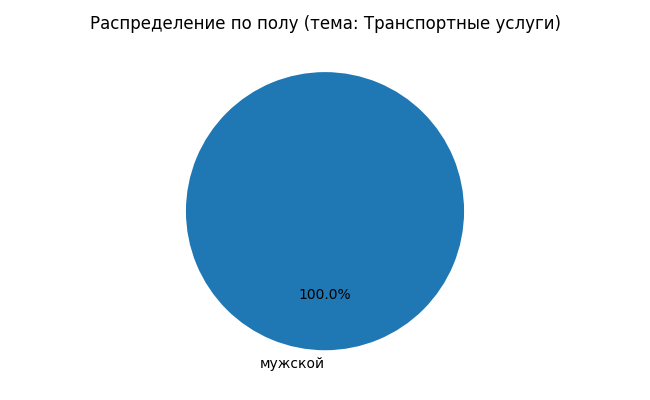 Распределение по полу (тема: Транспортные услуги)
100.0%
мужской